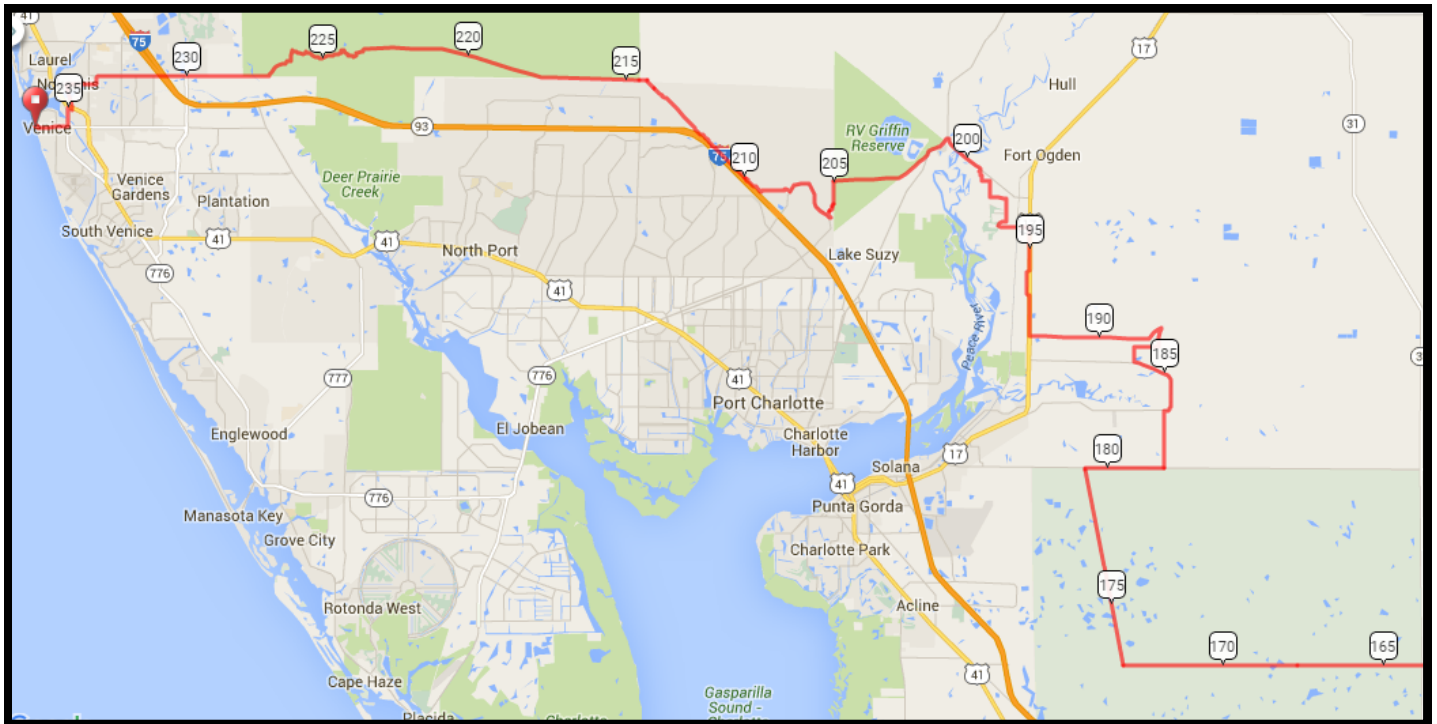 41
75
17
Laurel
230
225
220
215
Hull
235
93
31
Venice
75
210
RV Griffin
Reserve
205
200
Fort Ogden
Venice
Gardens
Deer Prairie
Creek
Plantation
South Venice
41
41
North Port
Lake Suzy
195
776
41
Peace River
190
185
777
776
41
Port Charlotte
Englewood
El Jobean
Charlotte
Harbor
17
180
Solana
776
41
Punta Gorda
Manasota Key
Grove City
Charlotte Park
175
Rotonda West
Acline
170
165
Cape Haze
41
Gasparilla
Sound -
Placida